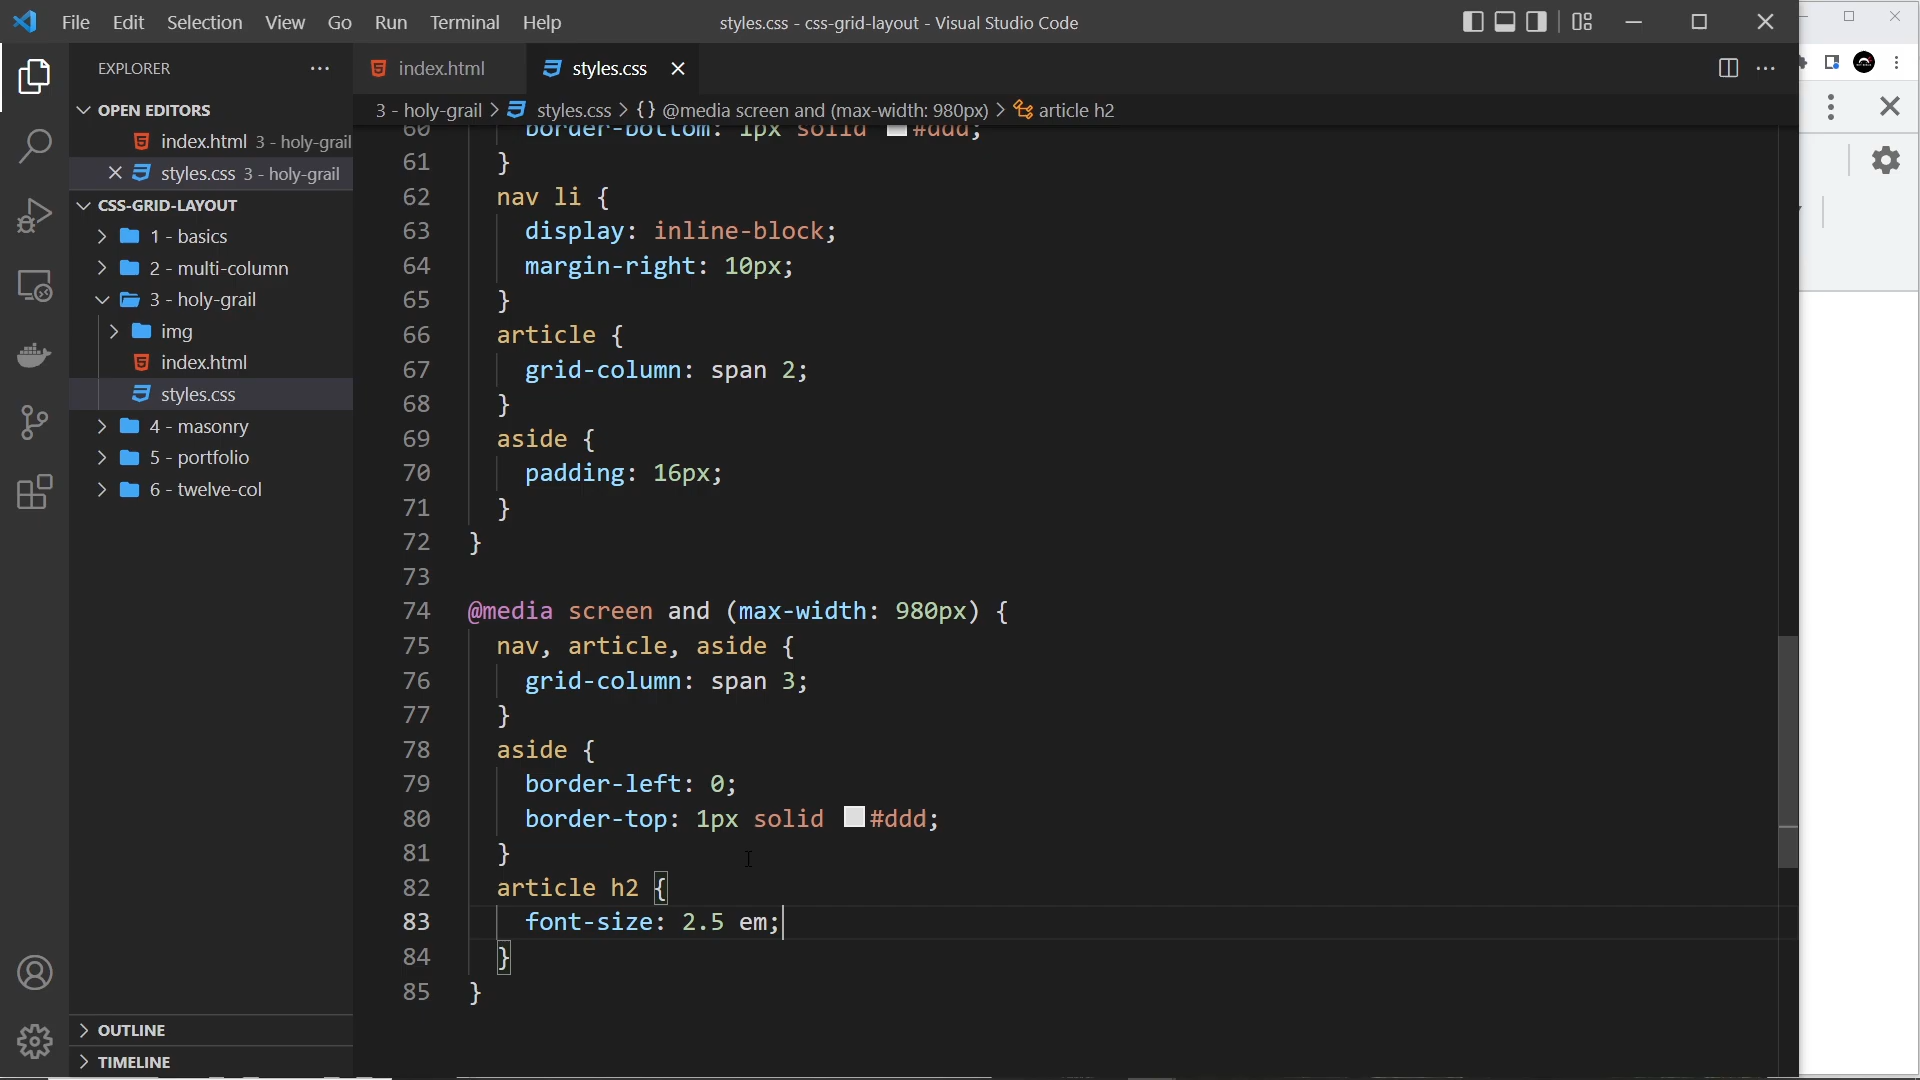 File Edit Selection View Go Run Terminal Help
styles.css - css-grid-layout - Visual Studio Code
EXPLORER
index.html
styles.css
OPEN EDITORS
index.html 3 - holy-grail
styles.css 3 - holy-grail
CSS-GRID-LAYOUT
1 - basics
2 - multi-column
3 - holy-grail
img
index.html
styles.css
4 - masonry
5 - portfolio
6 - twelve-col
OUTLINE
TIMELINE
3 - holy-grail > styles.css > {} @media screen and (max-width: 980px) > article h2
60 border-bottom: 1px solid #ddd;
61 }
62 nav li {
63 display: inline-block;
64 margin-right: 10px;
65 }
66 article {
67 grid-column: span 2;
68 }
69 aside {
70 padding: 16px;
71 }
72 }
73
74 @media screen and (max-width: 980px) {
75 nav, article, aside {
76 grid-column: span 3;
77 }
78 aside {
79 border-left: 0;
80 border-top: 1px solid #ddd;
81 }
82 article h2 {
83 font-size: 2.5 em;
84 }
85 }